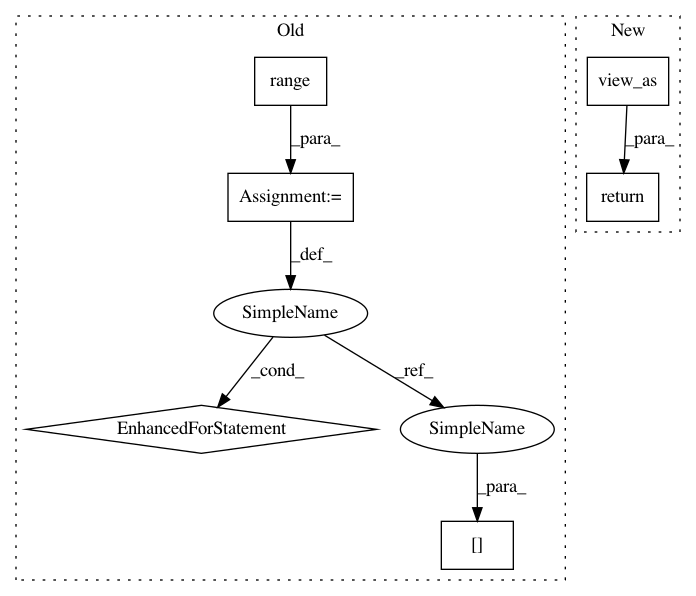 Old
New
range
view_as
_para_
_para_
Assignment:=
return
_def_
SimpleName
_cond_
_ref_
EnhancedForStatement
SimpleName
_para_
[]